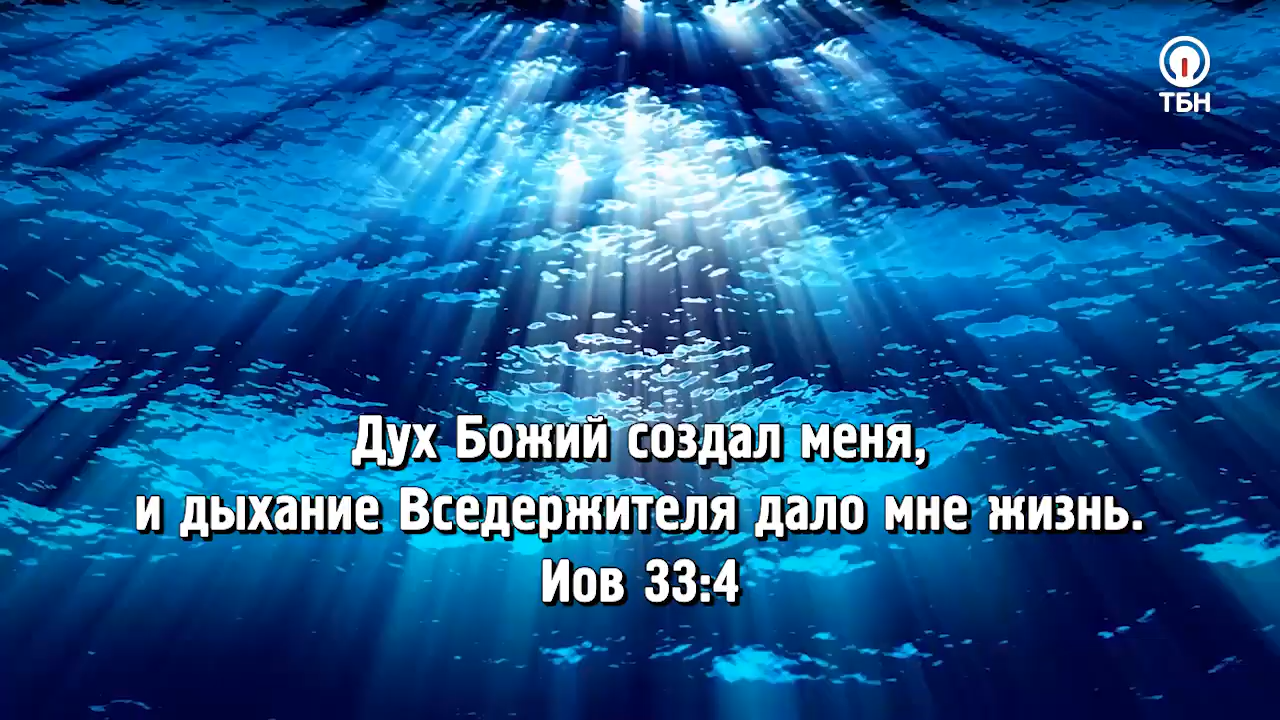 ТБН
Дух Божий создал меня,
и дыхание Вседержителя дало мне жизнь.
Иов 33:4